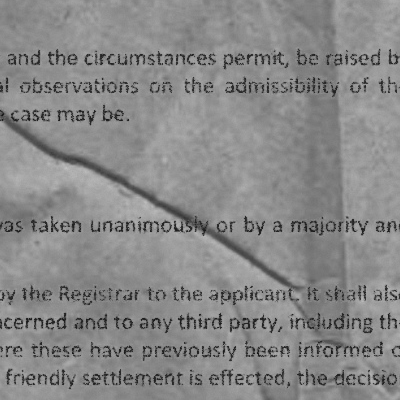 and the circumstances permit, be raised b
al observations on the admissibility of th
e case may be.
was taken unanimously or by a majority and
by the Registrar to the applicant. It shall als
ncerned and to any third party, including th
ere these have previously been informed o
friendly settlement is effected, the decisio